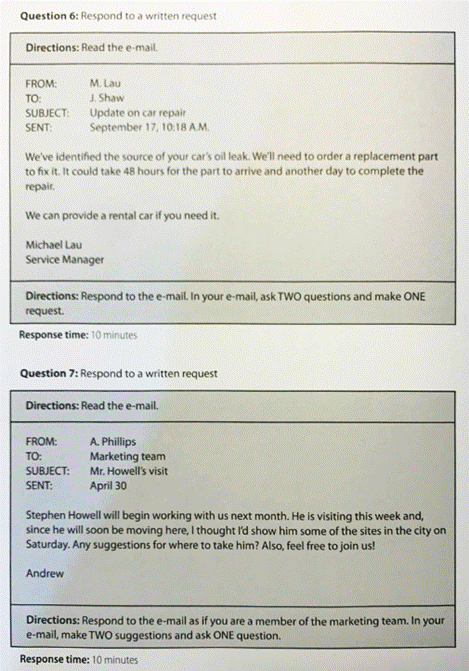 Question 6: Respond to a written request
Directions: Read the e-mail.
FROM: M. Lau
TO: J. Shaw
SUBJECT: Update on car repair
SENT: September 17, 10:18 A.M.
We've identified the source of your car's oil leak. We'll need to order a replacement part
to fix it. It could take 48 hours for the part to arrive and another day to complete the
repair.
We can provide a rental car if you need it.
Michael Lau
Service Manager
Directions: Respond to the e-mail. In your e-mail, ask TWO questions and make ONE
request.
Response time: 10 minutes
Question 7: Respond to a written request
Directions: Read the e-mail.
FROM: A. Phillips
TO: Marketing team
SUBJECT: Mr. Howell's visit
SENT: April 30
Stephen Howell will begin working with us next month. He is visiting this week and,
since he will soon be moving here, I thought I'd show him some of the sites in the city on
Saturday. Any suggestions for where to take him? Also, feel free to join us!
Andrew
Directions: Respond to the e-mail as if you are a member of the marketing team. In your
e-mail, make TWO suggestions and ask ONE question.
Response time: 10 minutes